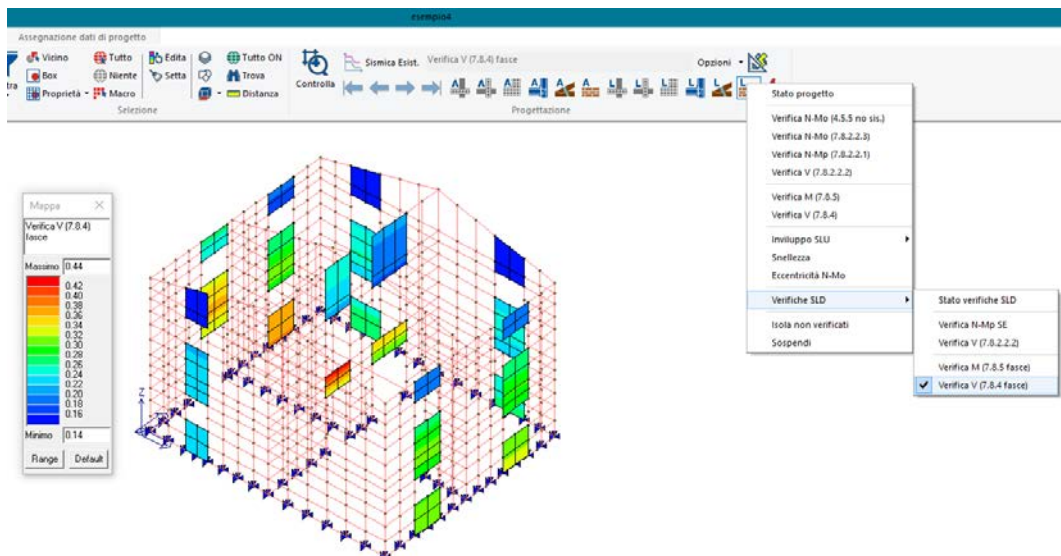 esempio4
Assegnazione dati di progetto
Vicino Tutto Edita Tutto ON
Box Niente Setta Trova
Proprietà Macro Distanza
Selezione
Controlla
Sismica Esist. Verifica V (7.8.4) fasce Opzioni
Progettazione
Stato progetto
Verifica N-Mo (4.5.5 no sis.)
Verifica N-Mo (7.8.2.2.3)
Verifica N-Mp (7.8.2.2.1)
Verifica V (7.8.2.2.2)
Verifica M (7.8.5)
Verifica V (7.8.4)
Inviluppo SLU
Snellezza
Eccentricità N-Mo
Verifiche SLD
Isola non verificati
Sospendi
Stato verifiche SLD
Verifica N-Mp SE
Verifica V (7.8.2.2.2)
Verifica M (7.8.5 fasce)
Verifica V (7.8.4 fasce)
Mappa
Verifica V (7.8.4)
fasce
Massimo 0.44
0.42
0.40
0.38
0.36
0.34
0.32
0.30
0.28
0.26
0.24
0.22
0.20
0.18
0.16
Minimo 0.14
Range Default
Z